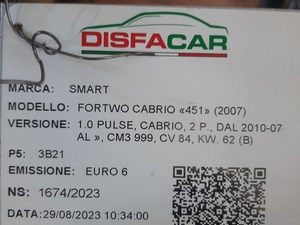 DISFACAR
MARCA: SMART
MODELLO: FORTWO CABRIO «451» (2007)
VERSIONE: 1.0 PULSE, CABRIO, 2 P., DAL 2010-07
AL », CM3 999, CV 84, KW. 62 (B)
P5: 3B21
EMISSIONE: EURO 6
NS: 1674/2023
DATA:29/08/2023 10:34:00